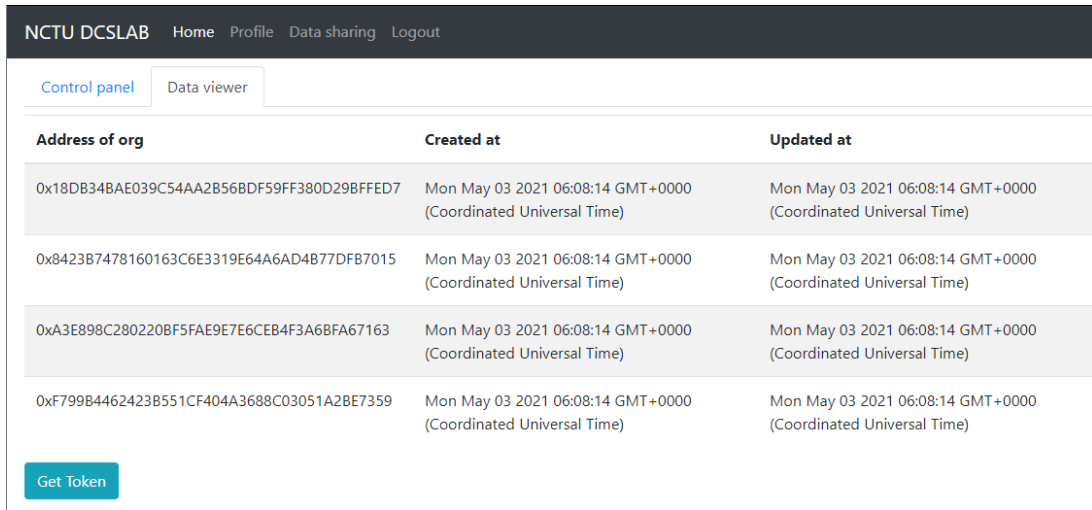 NCTU DCSLAB Home Profile Data sharing Logout
Control panel Data viewer
Address of org Created at Updated at
0x18DB34BAE039C54AA2B56BDF59FF380D29BFFED7 Mon May 03 2021 06:08:14 GMT+0000 Mon May 03 2021 06:08:14 GMT+0000
(Coordinated Universal Time) (Coordinated Universal Time)
0x8423B7478160163C6E3319E64A6AD4B77DFB7015 Mon May 03 2021 06:08:14 GMT+0000 Mon May 03 2021 06:08:14 GMT+0000
(Coordinated Universal Time) (Coordinated Universal Time)
0xA3E898C280220BF5FAE9E7E6CEB4F3A6BFA67163 Mon May 03 2021 06:08:14 GMT+0000 Mon May 03 2021 06:08:14 GMT+0000
(Coordinated Universal Time) (Coordinated Universal Time)
0xF799B4462423B551CF404A3688C03051A2BE7359 Mon May 03 2021 06:08:14 GMT+0000 Mon May 03 2021 06:08:14 GMT+0000
(Coordinated Universal Time) (Coordinated Universal Time)
Get Token